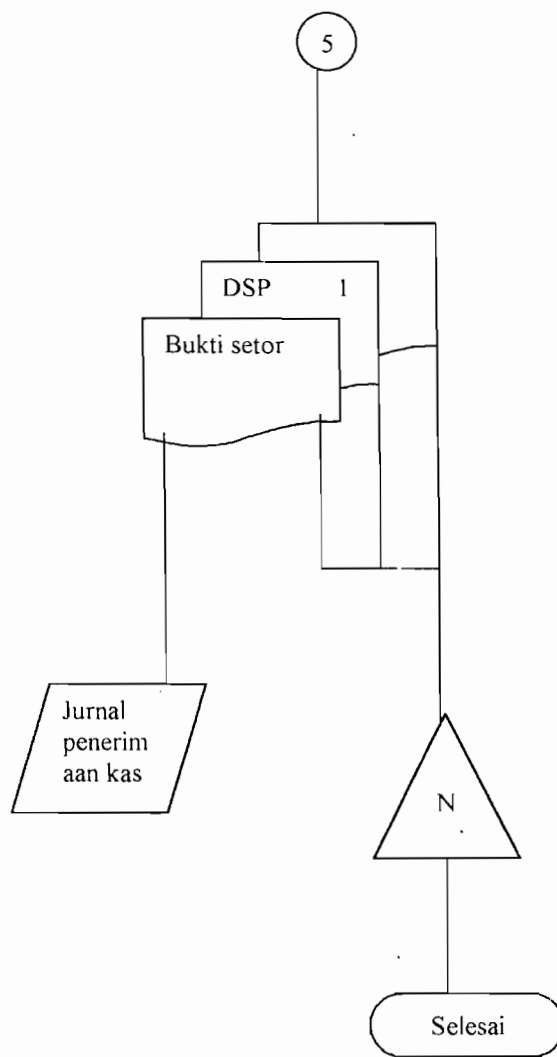 5
DSP 1
Bukti setor
Jurnal
penerim
aan kas
N
Selesai